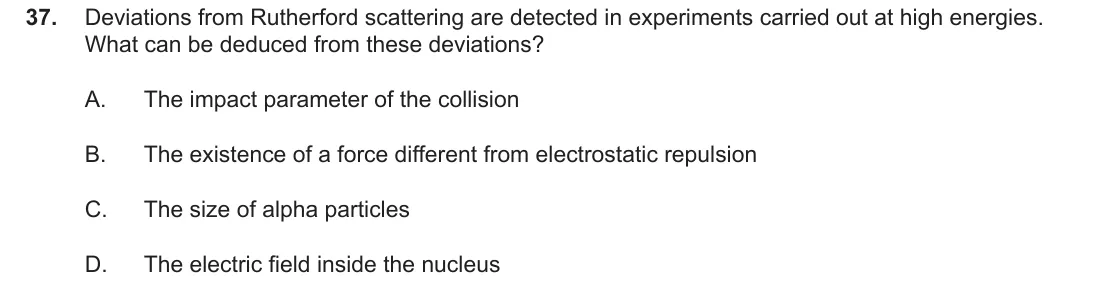 37. Deviations from Rutherford scattering are detected in experiments carried out at high energies.
What can be deduced from these deviations?
A. The impact parameter of the collision
B. The existence of a force different from electrostatic repulsion
C. The size of alpha particles
D. The electric field inside the nucleus